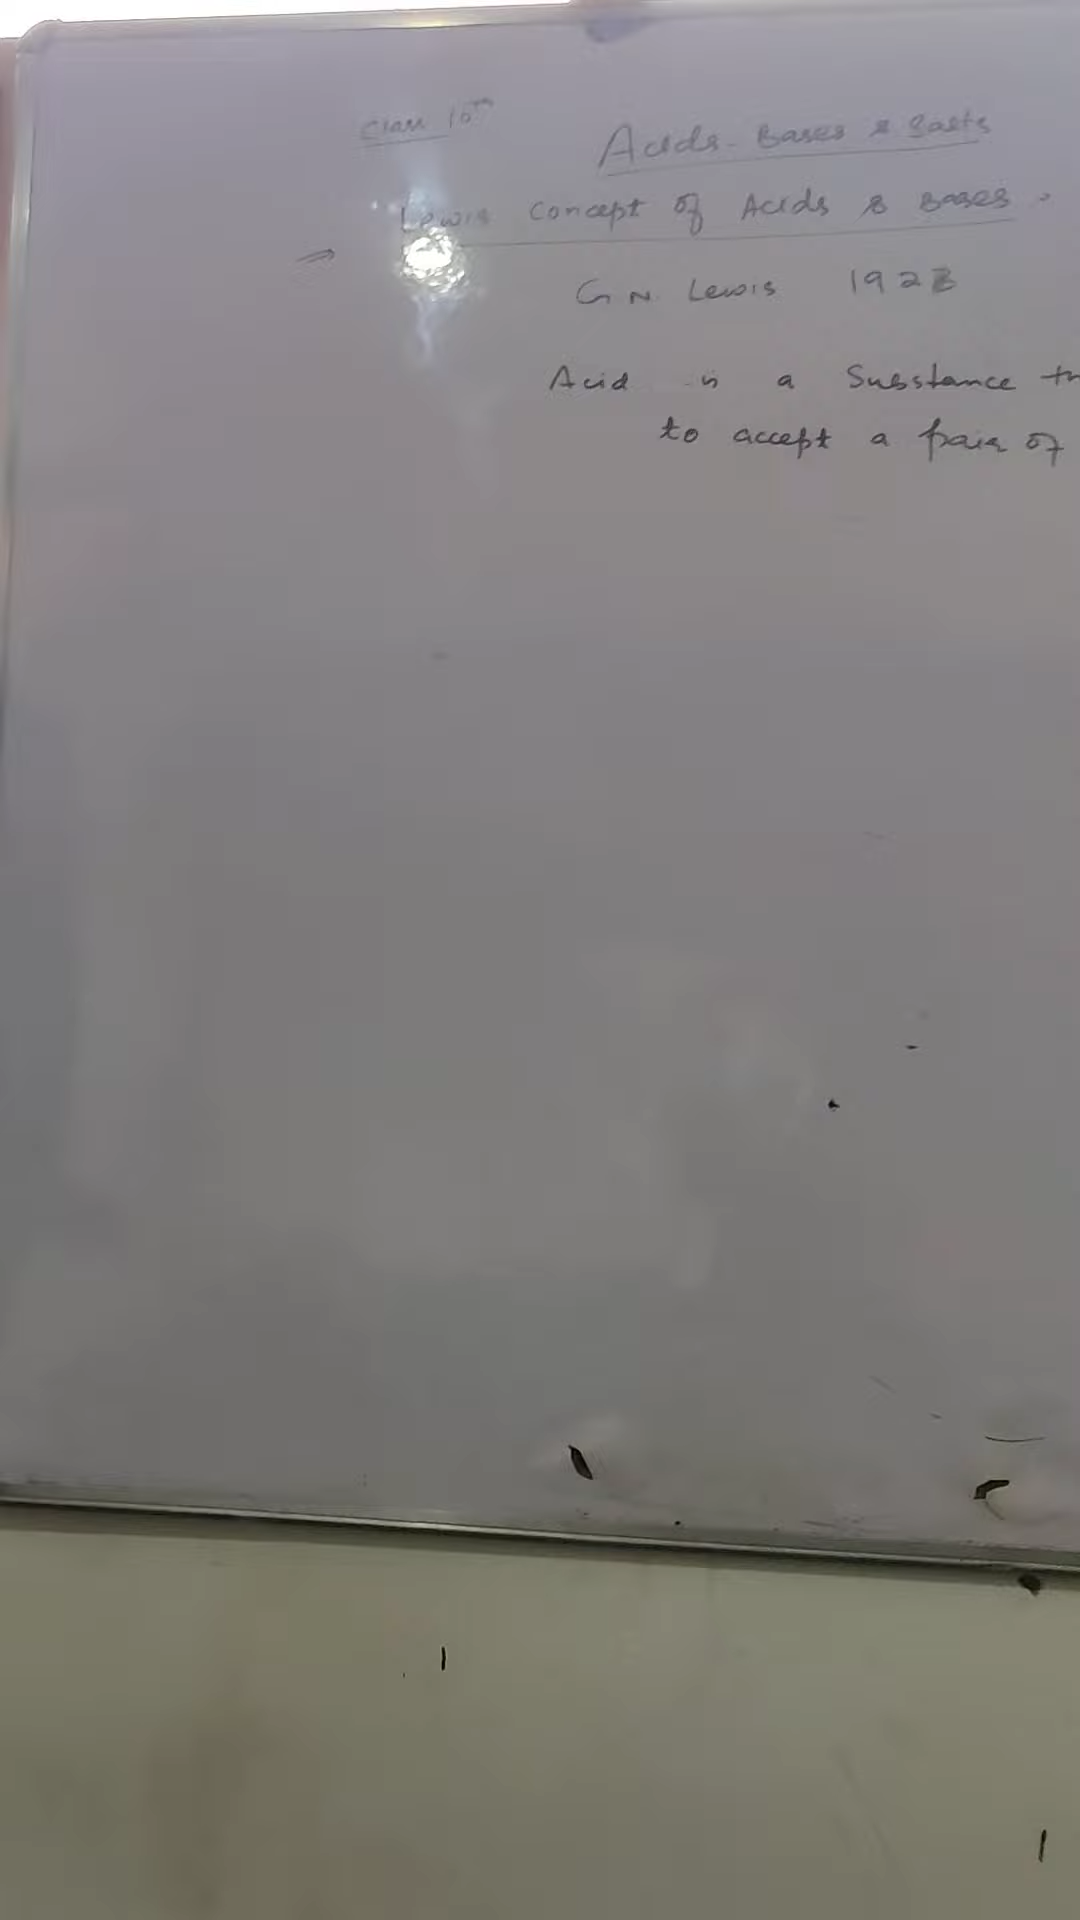 Class 10th
Acids - Bases & Salts
Lewis Concept of Acids & Bases.
G N. Lewis 1923
Acid is a Substance
to accept a pair of